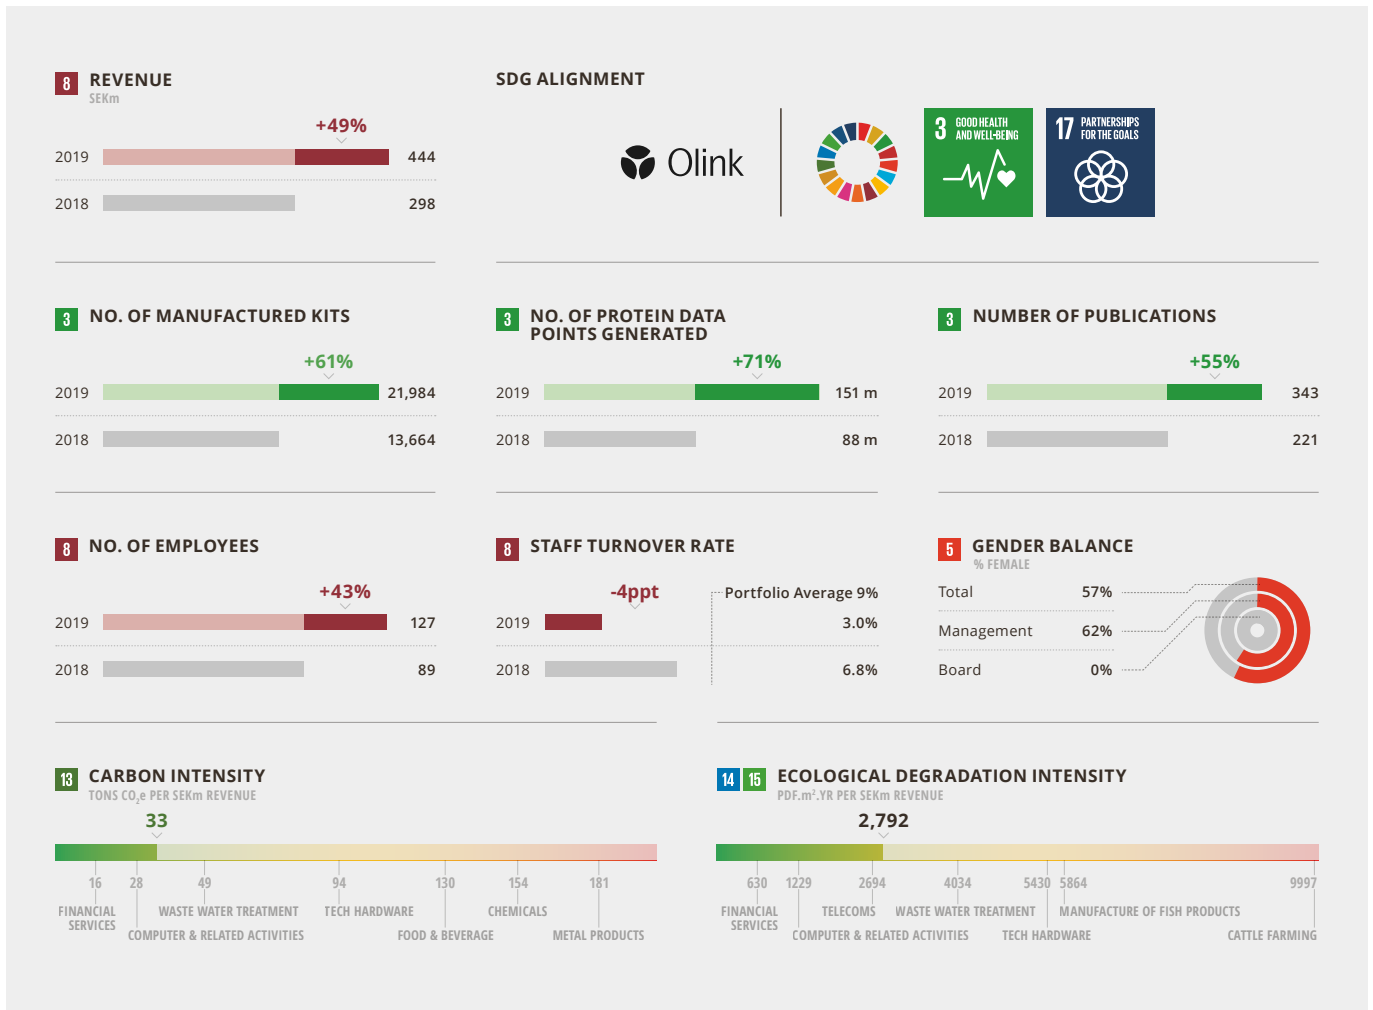 8 REVENUE
SEKm
+49%
2019 444
2018 298
SDG ALIGNMENT
Olink
3 GOOD HEALTH
AND WELL-BEING
17 PARTNERSHIPS
FOR THE GOALS
3 NO. OF MANUFACTURED KITS
+61%
2019 21,984
2018 13,664
3 NO. OF PROTEIN DATA
POINTS GENERATED
+71%
2019 151 m
2018 88 m
3 NUMBER OF PUBLICATIONS
+55%
2019 343
2018 221
8 NO. OF EMPLOYEES
+43%
2019 127
2018 89
8 STAFF TURNOVER RATE
-4ppt
Portfolio Average 9%
2019 3.0%
2018 6.8%
5 GENDER BALANCE
% FEMALE
Total 57%
Management 62%
Board 0%
13 CARBON INTENSITY
TONS CO₂e PER SEKm REVENUE
33
16 28 49 94 130 154 181
FINANCIAL
SERVICES
WASTE WATER TREATMENT
TECH HARDWARE
CHEMICALS
COMPUTER & RELATED ACTIVITIES
FOOD & BEVERAGE
METAL PRODUCTS
14 15 ECOLOGICAL DEGRADATION INTENSITY
PDF.m².YR PER SEKm REVENUE
2,792
630 1229 2694 4034 5430 5864 9997
FINANCIAL
SERVICES
TELECOMS
WASTE WATER TREATMENT
MANUFACTURE OF FISH PRODUCTS
COMPUTER & RELATED ACTIVITIES
TECH HARDWARE
CATTLE FARMING